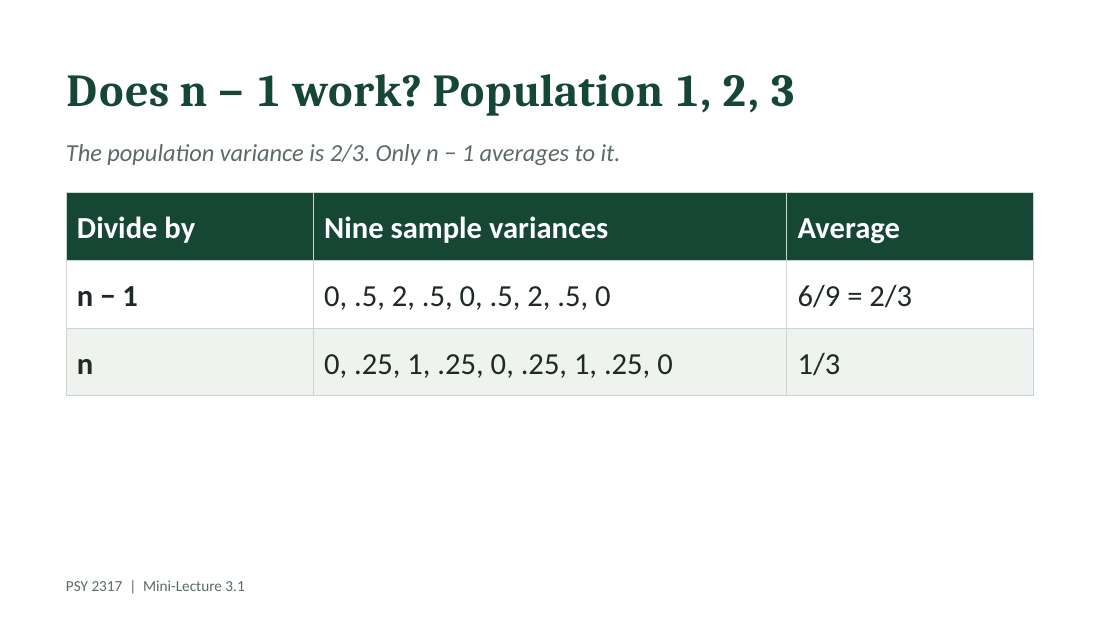 Does n − 1 work? Population 1, 2, 3
The population variance is 2/3. Only n − 1 averages to it.
Divide by Nine sample variances Average
n − 1 0, .5, 2, .5, 0, .5, 2, .5, 0 6/9 = 2/3
n 0, .25, 1, .25, 0, .25, 1, .25, 0 1/3
PSY 2317 | Mini-Lecture 3.1